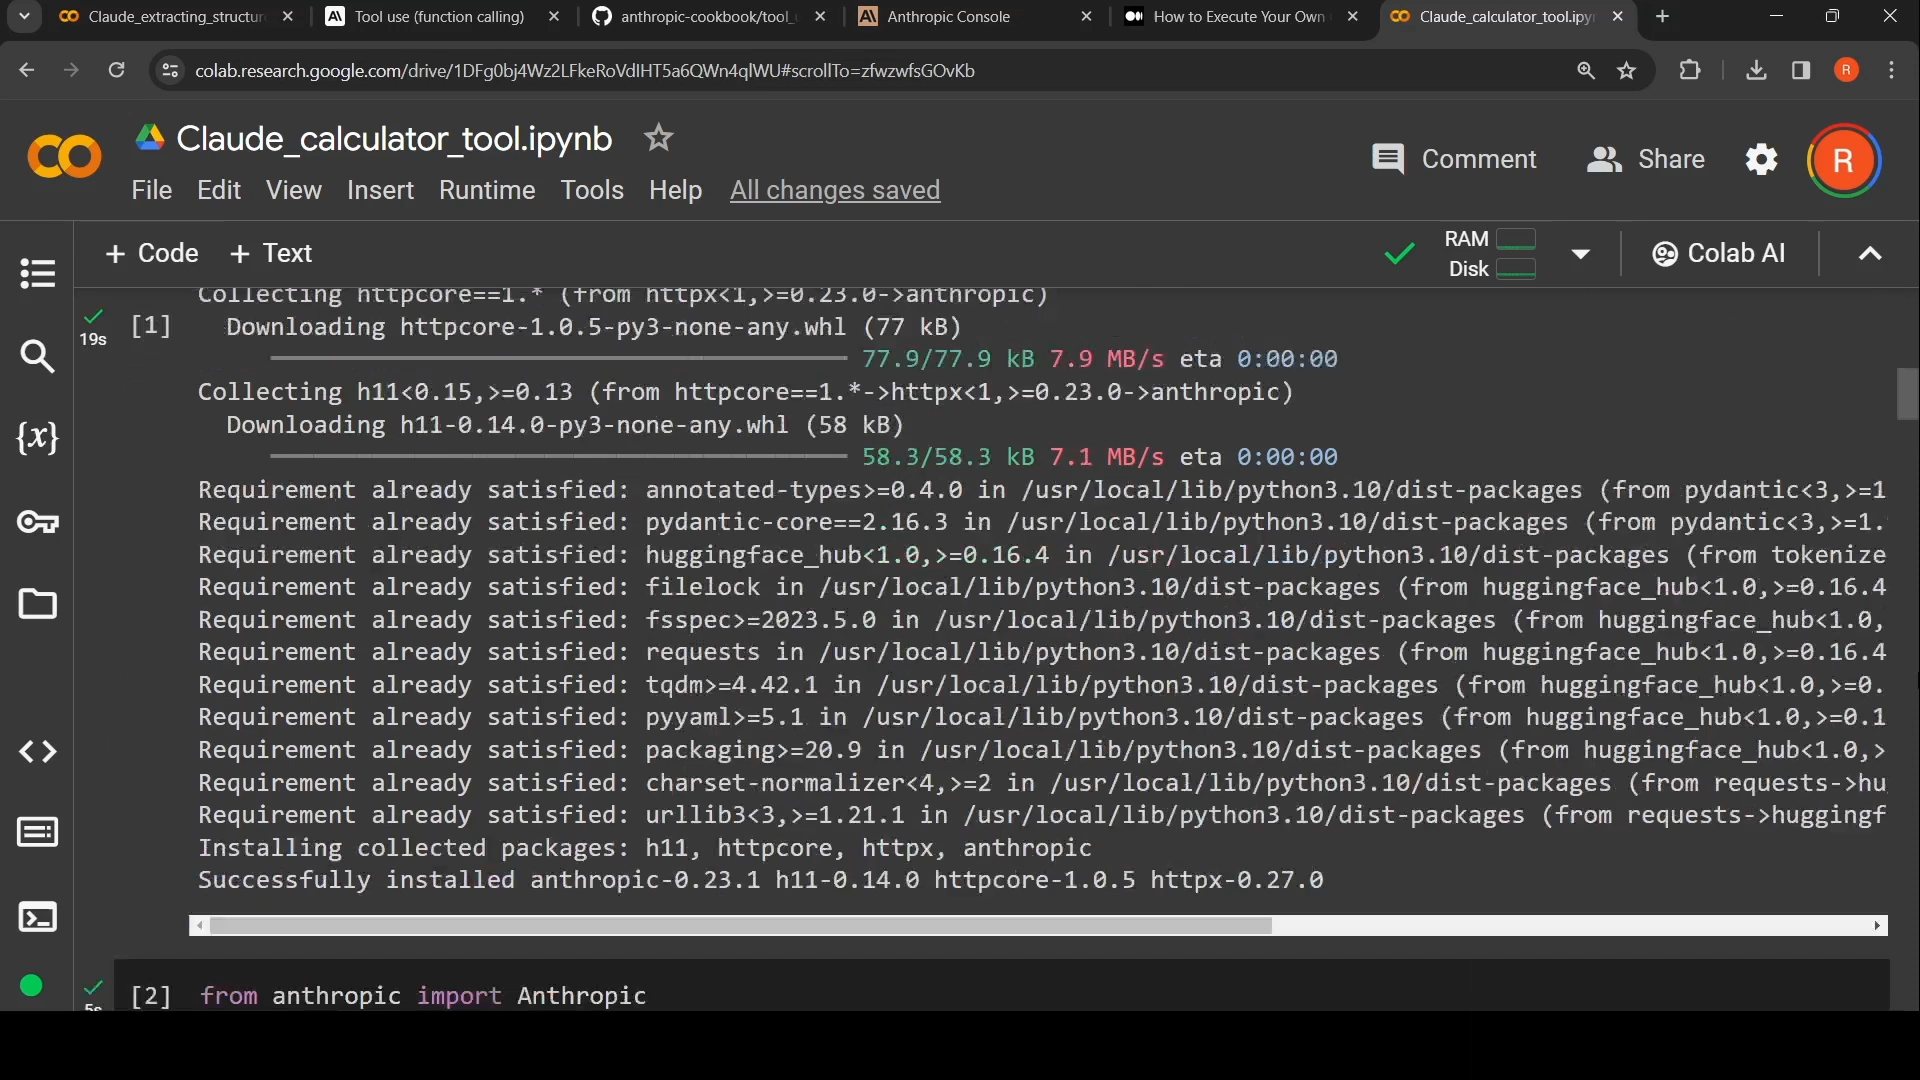 Claude_extracting_structur
Tool use (function calling)
anthropic-cookbook/tool_u
Anthropic Console
How to Execute Your Own
Claude_calculator_tool.ipy
colab.research.google.com/drive/1DFg0bj4Wz2LFkeRoVdIHT5a6QWn4qlWU#scrollTo=zfwzwfsGOvKb
R
Claude_calculator_tool.ipynb
Comment
Share
R
File Edit View Insert Runtime Tools Help All changes saved
+ Code + Text
RAM
Disk
Colab AI
Collecting httpcore==1.* (from httpx<1,>=0.23.0->anthropic)
19s
[1]
Downloading httpcore-1.0.5-py3-none-any.whl (77 kB)
77.9/77.9 kB 7.9 MB/s eta 0:00:00
Collecting h11<0.15,>=0.13 (from httpcore==1.*->httpx<1,>=0.23.0->anthropic)
Downloading h11-0.14.0-py3-none-any.whl (58 kB)
58.3/58.3 kB 7.1 MB/s eta 0:00:00
Requirement already satisfied: annotated-types>=0.4.0 in /usr/local/lib/python3.10/dist-packages (from pydantic<3,>=1
Requirement already satisfied: pydantic-core==2.16.3 in /usr/local/lib/python3.10/dist-packages (from pydantic<3,>=1.
Requirement already satisfied: huggingface_hub<1.0,>=0.16.4 in /usr/local/lib/python3.10/dist-packages (from tokenize
Requirement already satisfied: filelock in /usr/local/lib/python3.10/dist-packages (from huggingface_hub<1.0,>=0.16.4
Requirement already satisfied: fsspec>=2023.5.0 in /usr/local/lib/python3.10/dist-packages (from huggingface_hub<1.0,
Requirement already satisfied: requests in /usr/local/lib/python3.10/dist-packages (from huggingface_hub<1.0,>=0.16.4
Requirement already satisfied: tqdm>=4.42.1 in /usr/local/lib/python3.10/dist-packages (from huggingface_hub<1.0,>=0.
Requirement already satisfied: pyyaml>=5.1 in /usr/local/lib/python3.10/dist-packages (from huggingface_hub<1.0,>=0.1
Requirement already satisfied: packaging>=20.9 in /usr/local/lib/python3.10/dist-packages (from huggingface_hub<1.0,>
Requirement already satisfied: charset-normalizer<4,>=2 in /usr/local/lib/python3.10/dist-packages (from requests->hu
Requirement already satisfied: urllib3<3,>=1.21.1 in /usr/local/lib/python3.10/dist-packages (from requests->huggingf
Installing collected packages: h11, httpcore, httpx, anthropic
Successfully installed anthropic-0.23.1 h11-0.14.0 httpcore-1.0.5 httpx-0.27.0
5s
[2] from anthropic import Anthropic